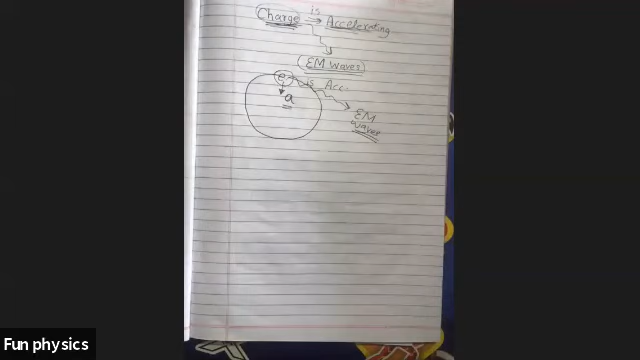 Charge is Accelerating
EM waves
e is Acc.
a
EM
waves
Fun physics